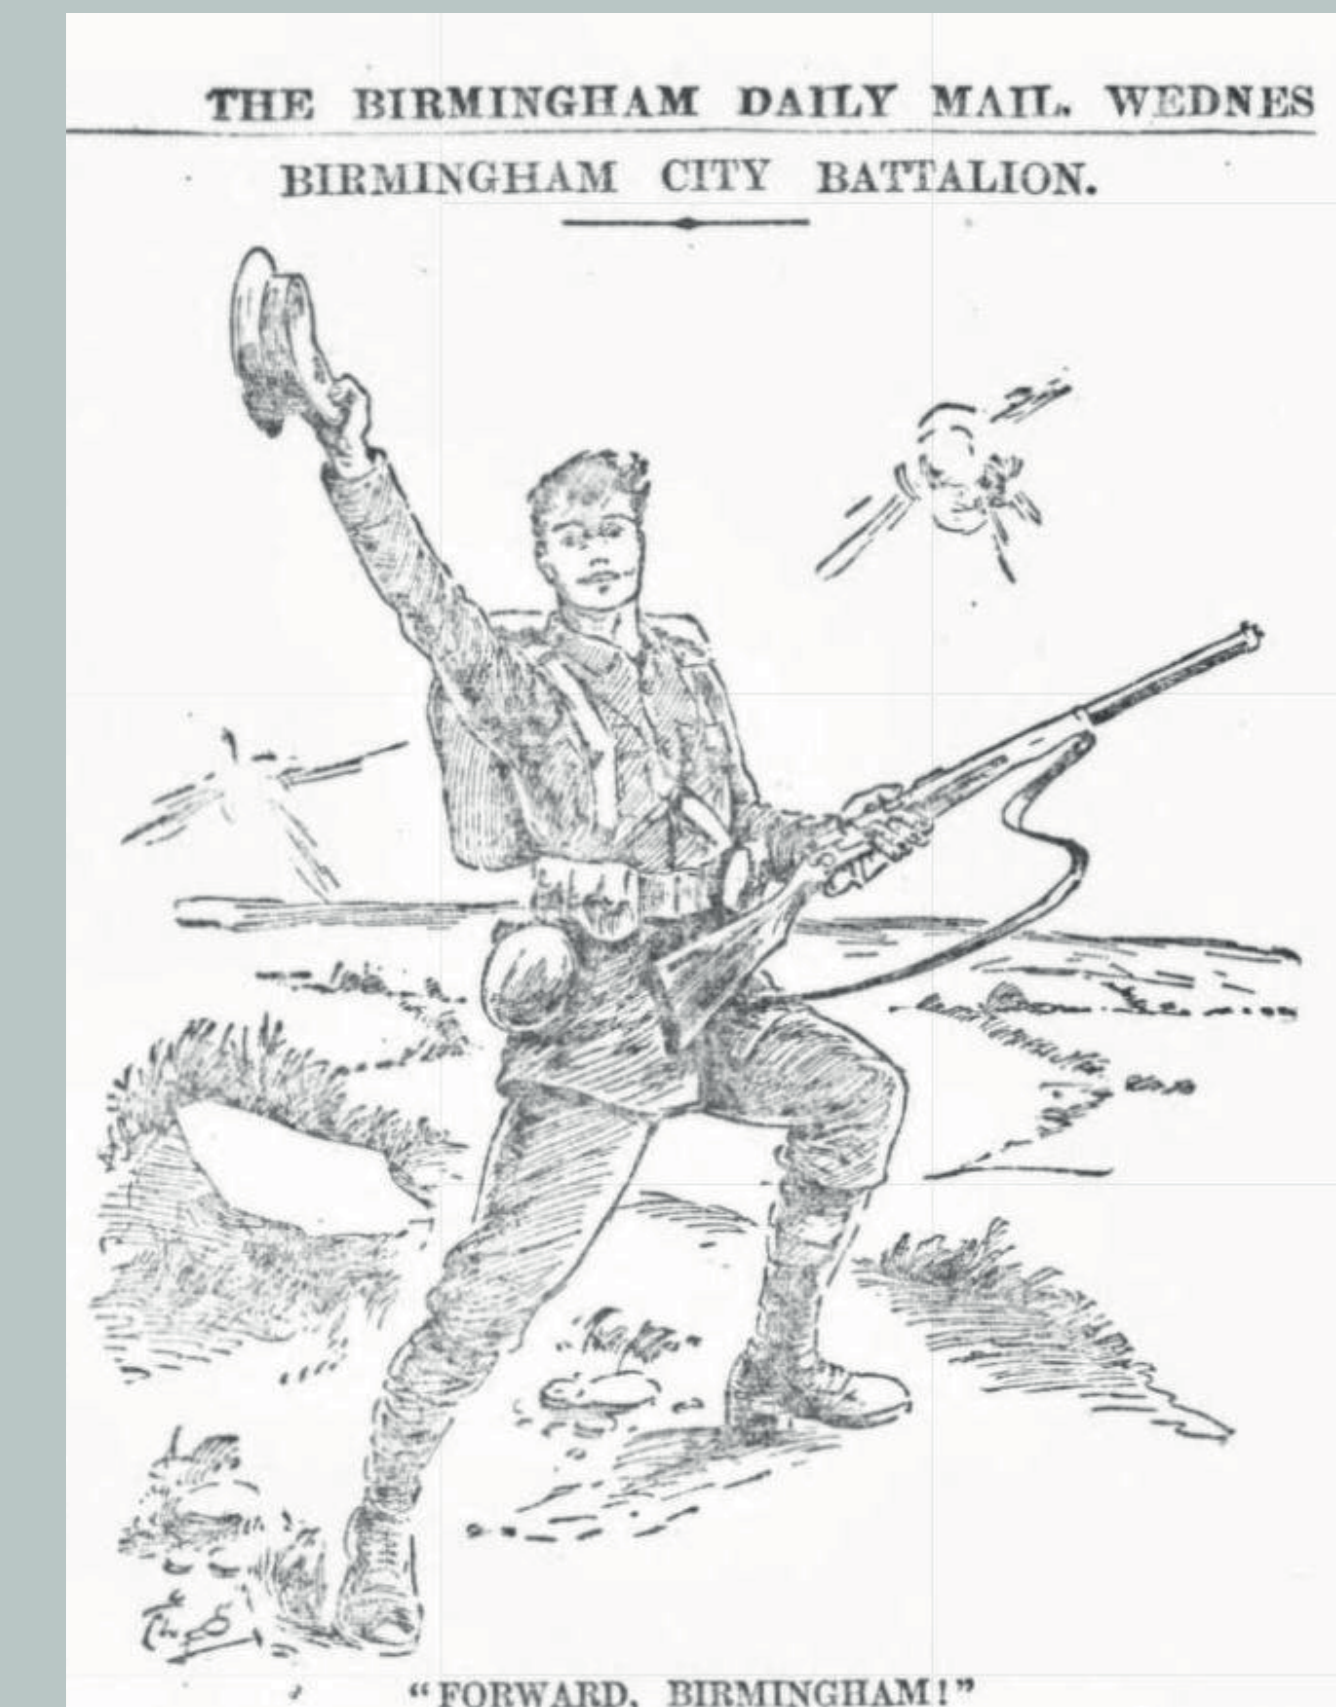 THE BIRMINGHAM DAILY MAIL. WEDNES
BIRMINGHAM CITY BATTALION.
"FORWARD, BIRMINGHAM!"